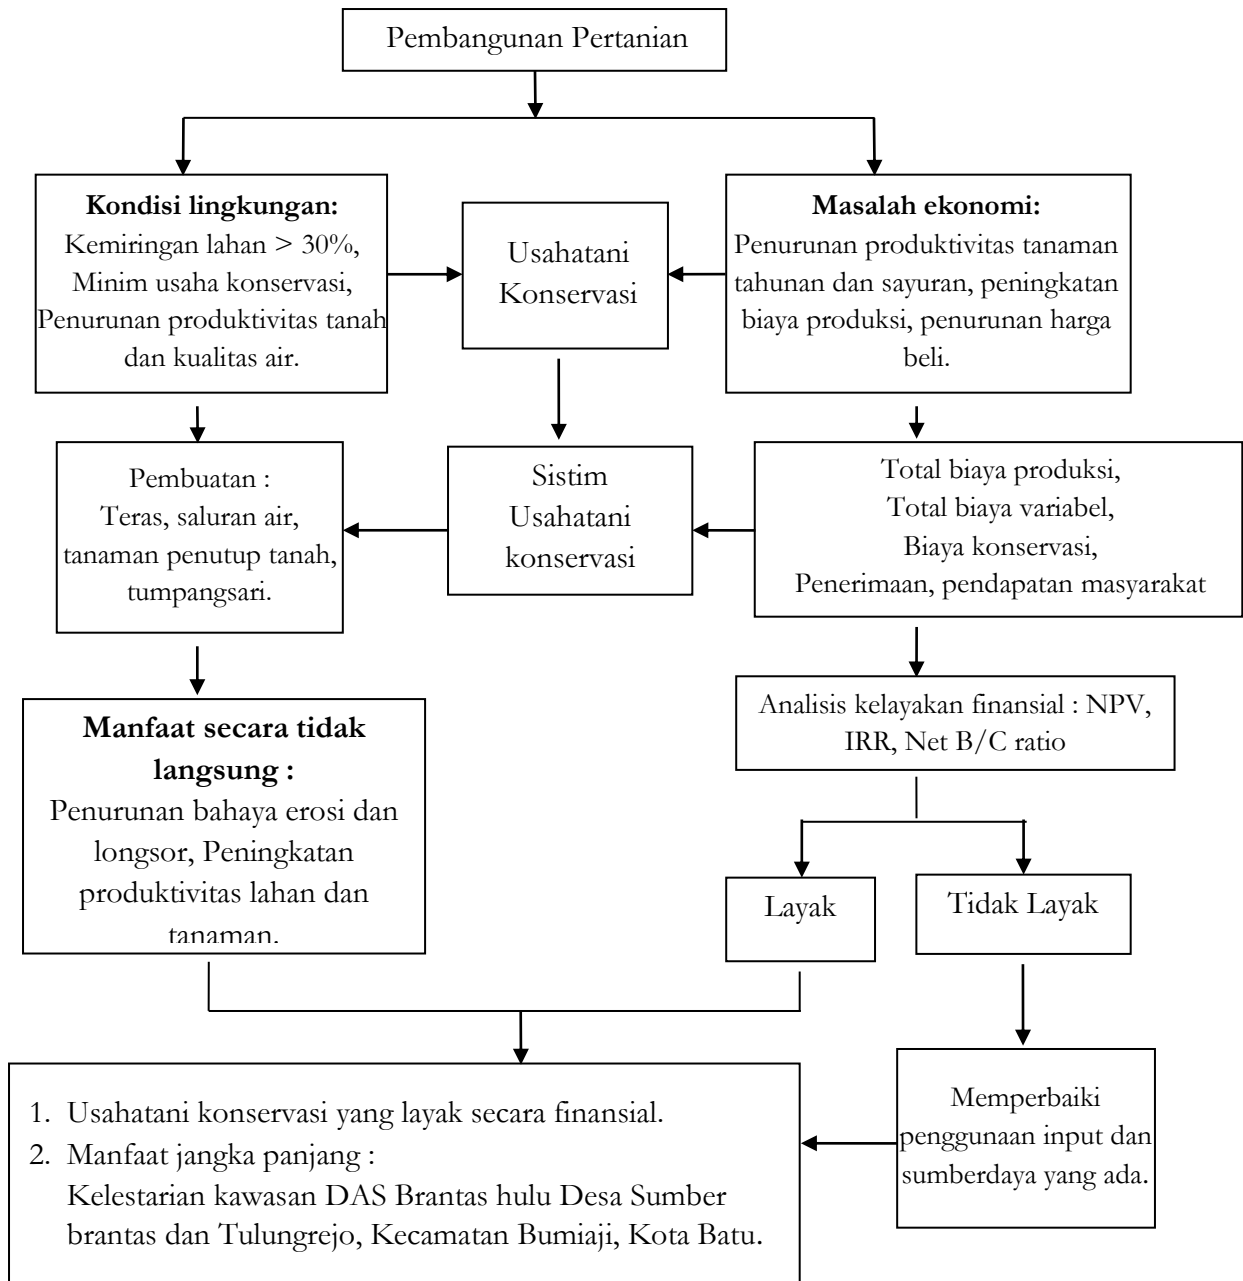 Pembangunan Pertanian
Kondisi lingkungan:
Kemiringan lahan > 30%,
Minim usaha konservasi,
Penurunan produktivitas tanah
dan kualitas air.
Usahatani
Konservasi
Masalah ekonomi:
Penurunan produktivitas tanaman
tahunan dan sayuran, peningkatan
biaya produksi, penurunan harga
beli.
Pembuatan :
Teras, saluran air,
tanaman penutup tanah,
tumpangsari.
Sistim
Usahatani
konservasi
Total biaya produksi,
Total biaya variabel,
Biaya konservasi,
Penerimaan, pendapatan masyarakat
Manfaat secara tidak
langsung :
Penurunan bahaya erosi dan
longsor, Peningkatan
produktivitas lahan dan
tanaman.
Analisis kelayakan finansial : NPV,
IRR, Net B/C ratio
Layak
Tidak Layak
1. Usahatani konservasi yang layak secara finansial.
2. Manfaat jangka panjang :
Kelestarian kawasan DAS Brantas hulu Desa Sumber
brantas dan Tulungrejo, Kecamatan Bumiaji, Kota Batu.
Memperbaiki
penggunaan input dan
sumberdaya yang ada.